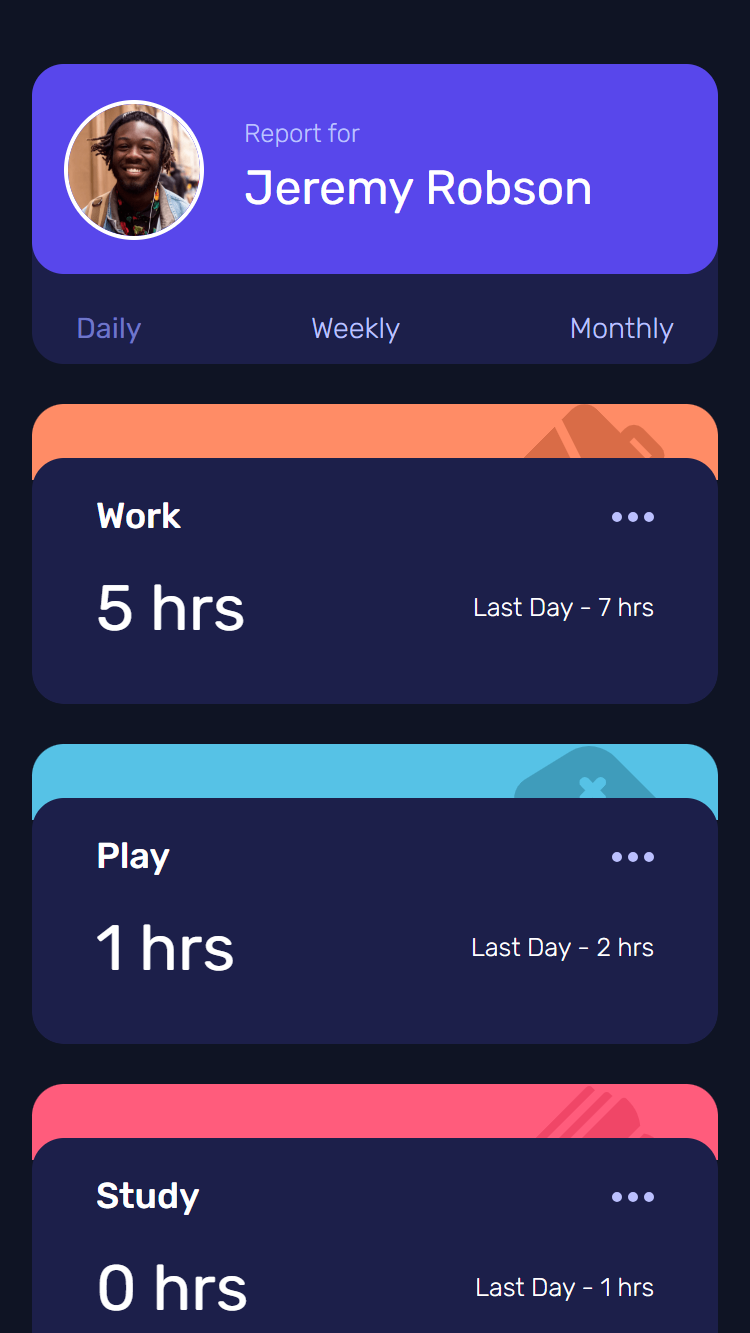 Report for
Jeremy Robson
Daily Weekly Monthly
Work
5 hrs Last Day - 7 hrs
Play
1 hrs Last Day - 2 hrs
Study
0 hrs Last Day - 1 hrs